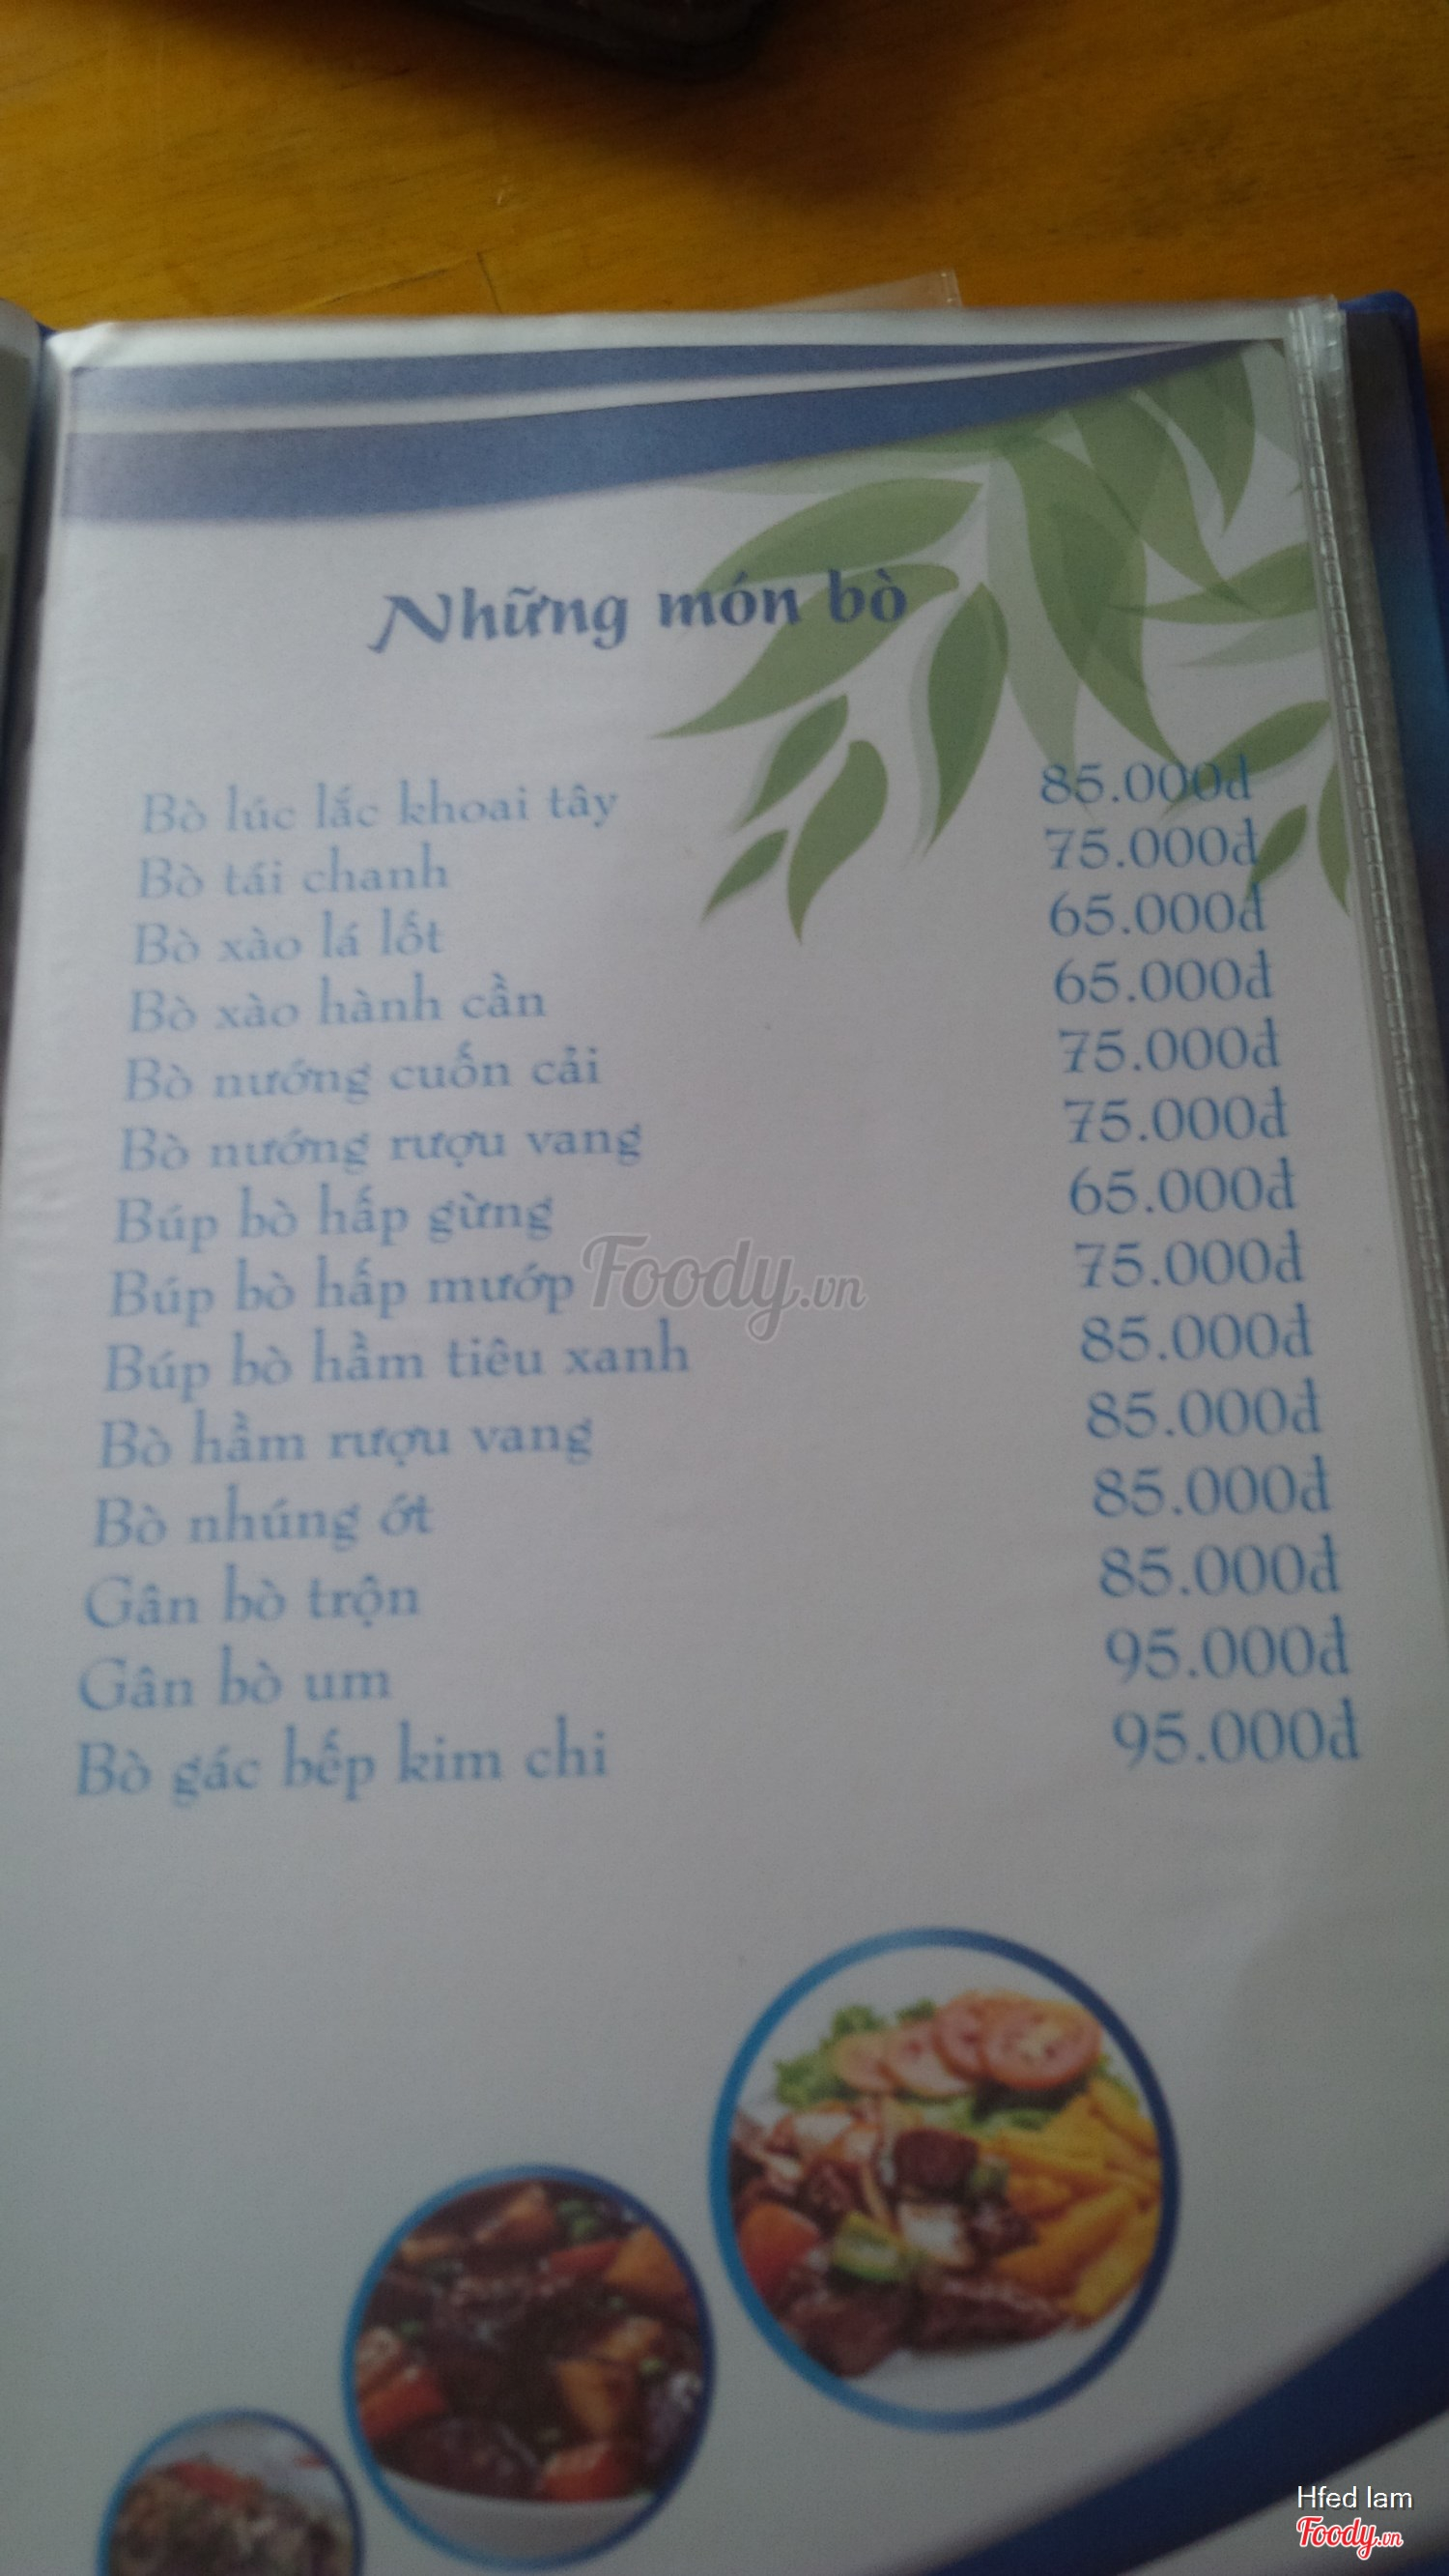 Những món bò
Bò lúc lắc khoai tây 85.000đ
Bò tái chanh 75.000đ
Bò xào lá lốt 65.000đ
Bò xào hành cần 65.000đ
Bò nướng cuốn cải 75.000đ
Bò nướng rượu vang 75.000đ
Búp bò hấp gừng 65.000đ
Búp bò hấp mướp 75.000đ
Búp bò hầm tiêu xanh 85.000đ
Bò hầm rượu vang 85.000đ
Bò nhúng ớt 85.000đ
Gân bò trộn 85.000đ
Gân bò um 95.000đ
Bò gác bếp kim chi 95.000đ
Foody.vn
Hfed lam
Foody.vn